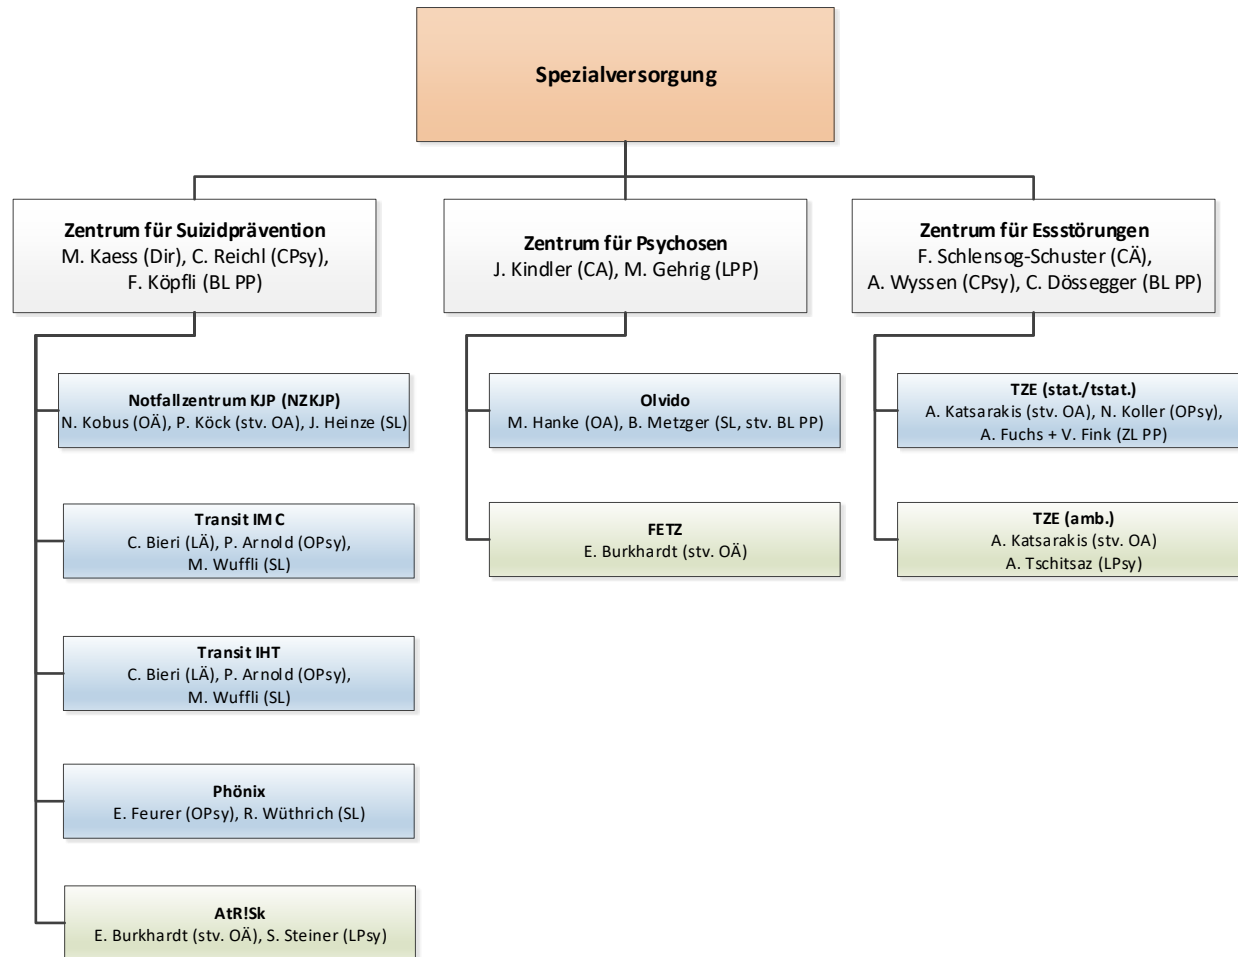 Spezialversorgung
Zentrum für Suizidprävention
M. Kaess (Dir), C. Reichl (CPsy),
F. Köpfli (BL PP)
Zentrum für Psychosen
J. Kindler (CA), M. Gehrig (LPP)
Zentrum für Essstörungen
F. Schlensog-Schuster (CÄ),
A. Wyssen (CPsy), C. Dössegger (BL PP)
Notfallzentrum KJP (NZKJP)
N. Kobus (OÄ), P. Köck (stv. OA), J. Heinze (SL)
Transit IMC
C. Bieri (LÄ), P. Arnold (OPsy),
M. Wuffli (SL)
Transit IHT
C. Bieri (LÄ), P. Arnold (OPsy),
M. Wuffli (SL)
Phönix
E. Feurer (OPsy), R. Wüthrich (SL)
AtR!Sk
E. Burkhardt (stv. OÄ), S. Steiner (LPsy)
Olvido
M. Hanke (OA), B. Metzger (SL, stv. BL PP)
FETZ
E. Burkhardt (stv. OÄ)
TZE (stat./tstat.)
A. Katsarakis (stv. OA), N. Koller (OPsy),
A. Fuchs + V. Fink (ZL PP)
TZE (amb.)
A. Katsarakis (stv. OA)
A. Tschitsaz (LPsy)